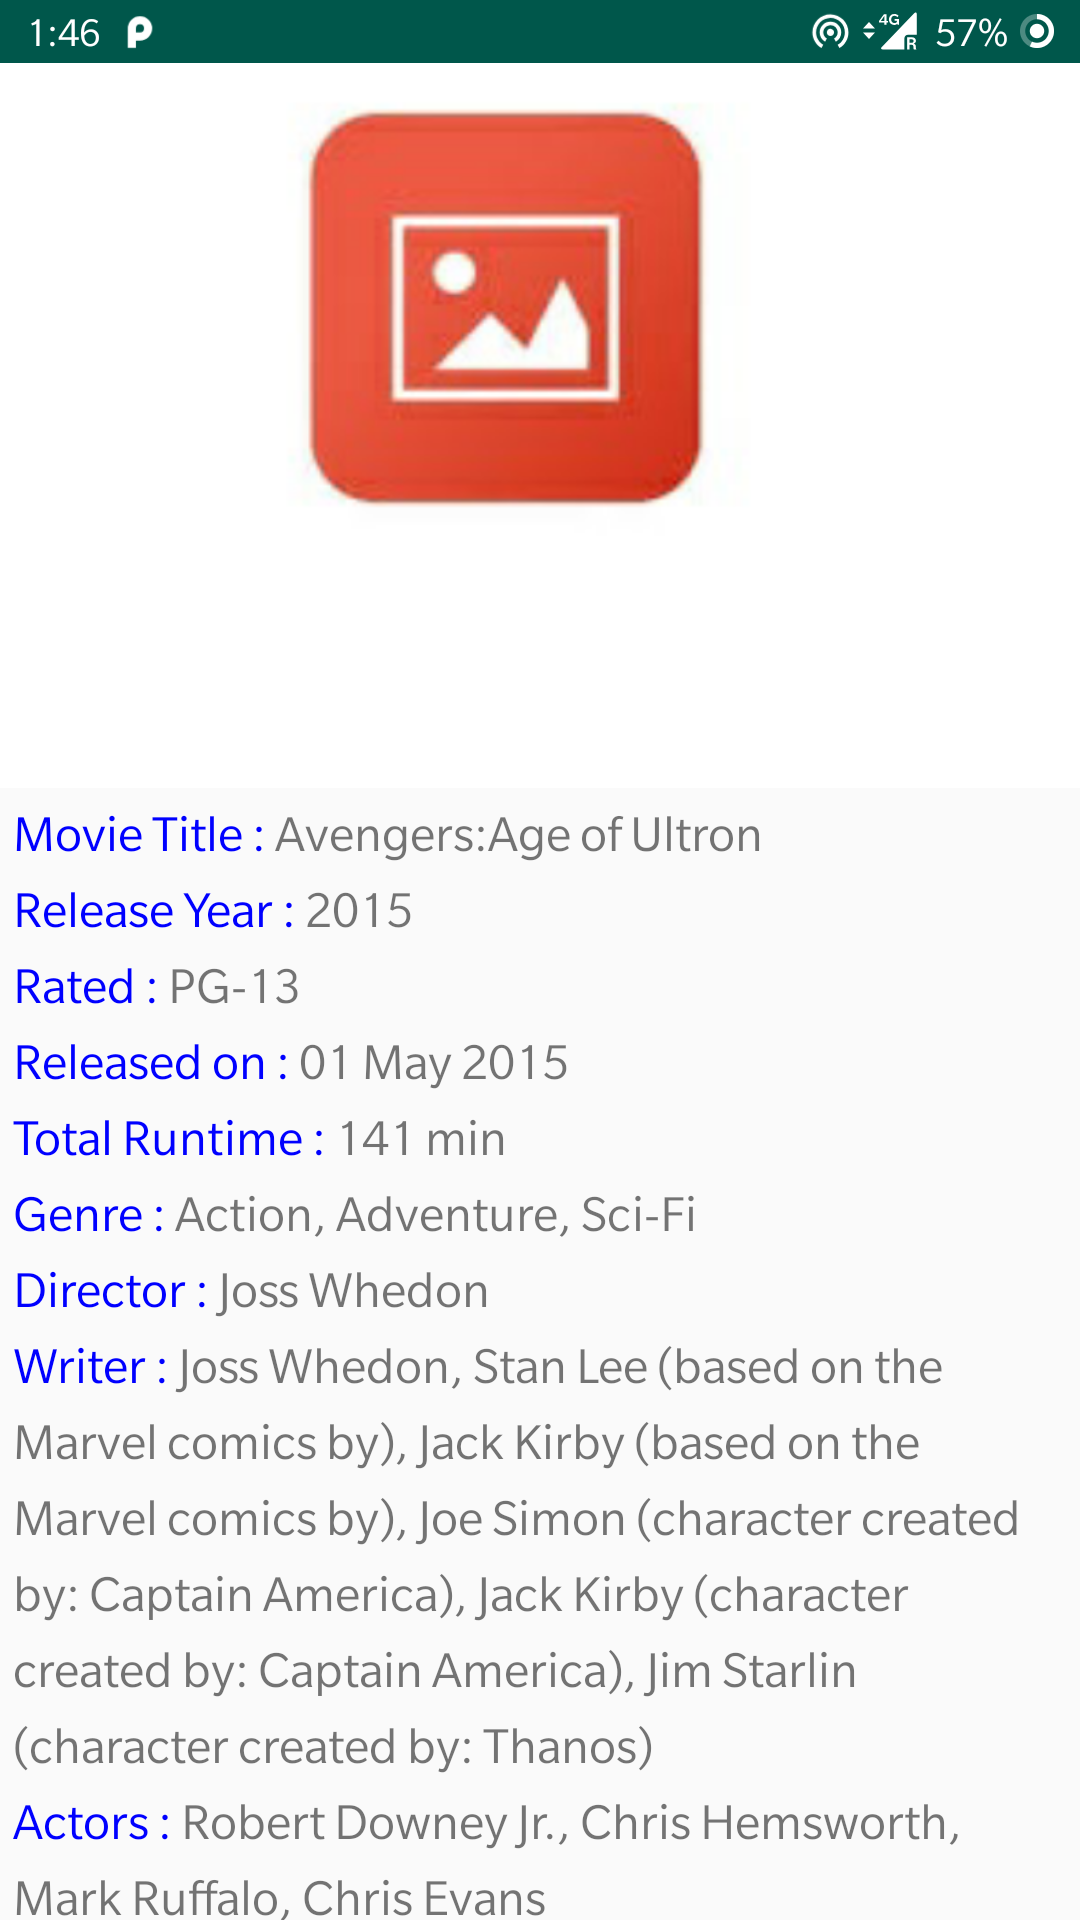 1:46
4G
R
57%
Movie Title : Avengers:Age of Ultron
Release Year : 2015
Rated : PG-13
Released on : 01 May 2015
Total Runtime : 141 min
Genre : Action, Adventure, Sci-Fi
Director : Joss Whedon
Writer : Joss Whedon, Stan Lee (based on the
Marvel comics by), Jack Kirby (based on the
Marvel comics by), Joe Simon (character created
by: Captain America), Jack Kirby (character
created by: Captain America), Jim Starlin
(character created by: Thanos)
Actors : Robert Downey Jr., Chris Hemsworth,
Mark Ruffalo, Chris Evans